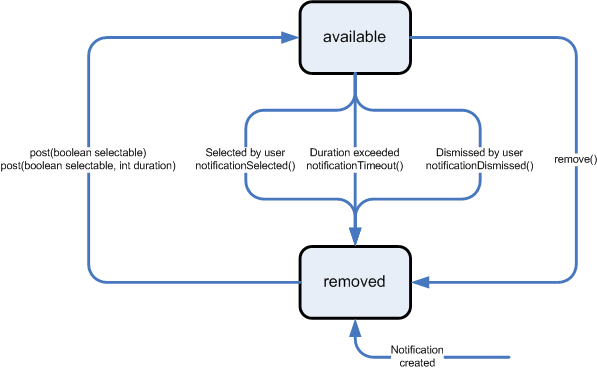 available
post(boolean selectable)
post(boolean selectable, int duration)
Selected by user
notificationSelected()
Duration exceeded
notificationTimeout()
Dismissed by user
notificationDismissed()
remove()
removed
Notification
created